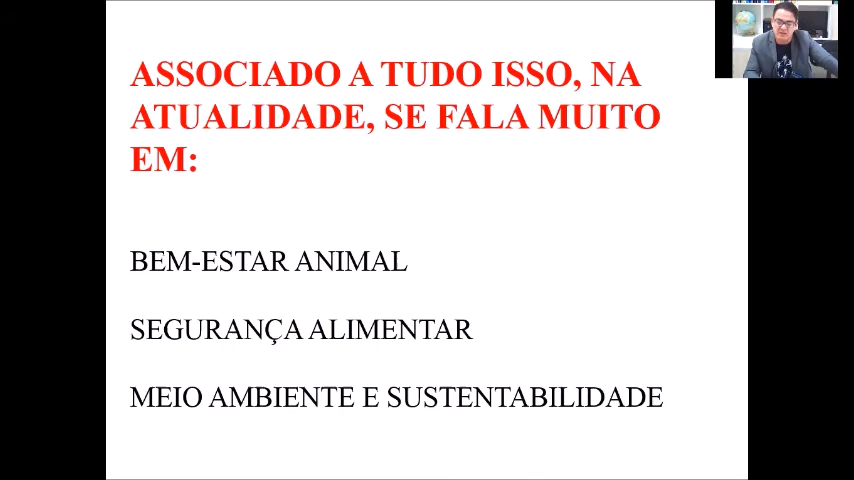 ASSOCIADO A TUDO ISSO, NA
ATUALIDADE, SE FALA MUITO
EM:
BEM-ESTAR ANIMAL
SEGURANÇA ALIMENTAR
MEIO AMBIENTE E SUSTENTABILIDADE